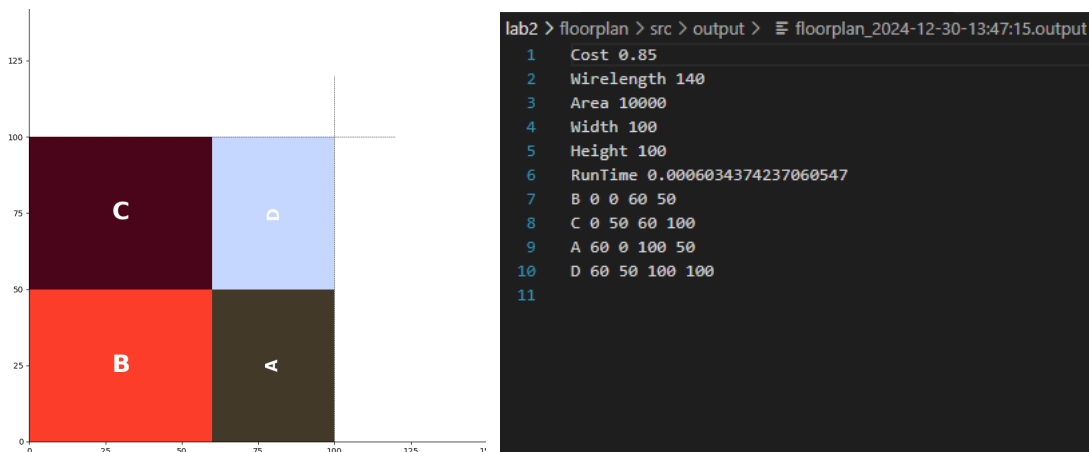 125
100
75
50
25
0
C
D
B
A
0 25 50 75 100 125
lab2 > floorplan > src > output > floorplan_2024-12-30-13:47:15.output
1 Cost 0.85
2 Wirelength 140
3 Area 10000
4 Width 100
5 Height 100
6 RunTime 0.0006034374237060547
7 B 0 0 60 50
8 C 0 50 60 100
9 A 60 0 100 50
10 D 60 50 100 100
11